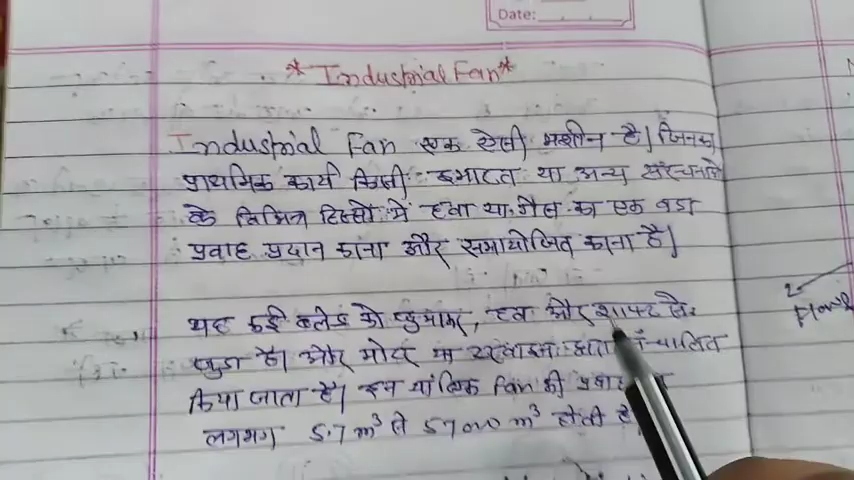 Date:
*Industrial Fan*
Industrial Fan एक ऐसी मशीन है। जिनका
प्राथमिक कार्य किसी इमारत या अन्य संरचनाओ
के विभिन्न हिस्सो में हवा या गैस का एक बड़ा
प्रवाह प्रदान करना और समायोजित करना है।
यह कई ब्लेड को घुमाकर, हब और शाफ्ट से
जुड़ा है। और मोटर या टरबाइन द्वारा संचालित
किया जाता है। इन यांत्रिक fan की प्रवाह
लगभग 5.7 m³ से 57000 m³ होती है
2
Flow